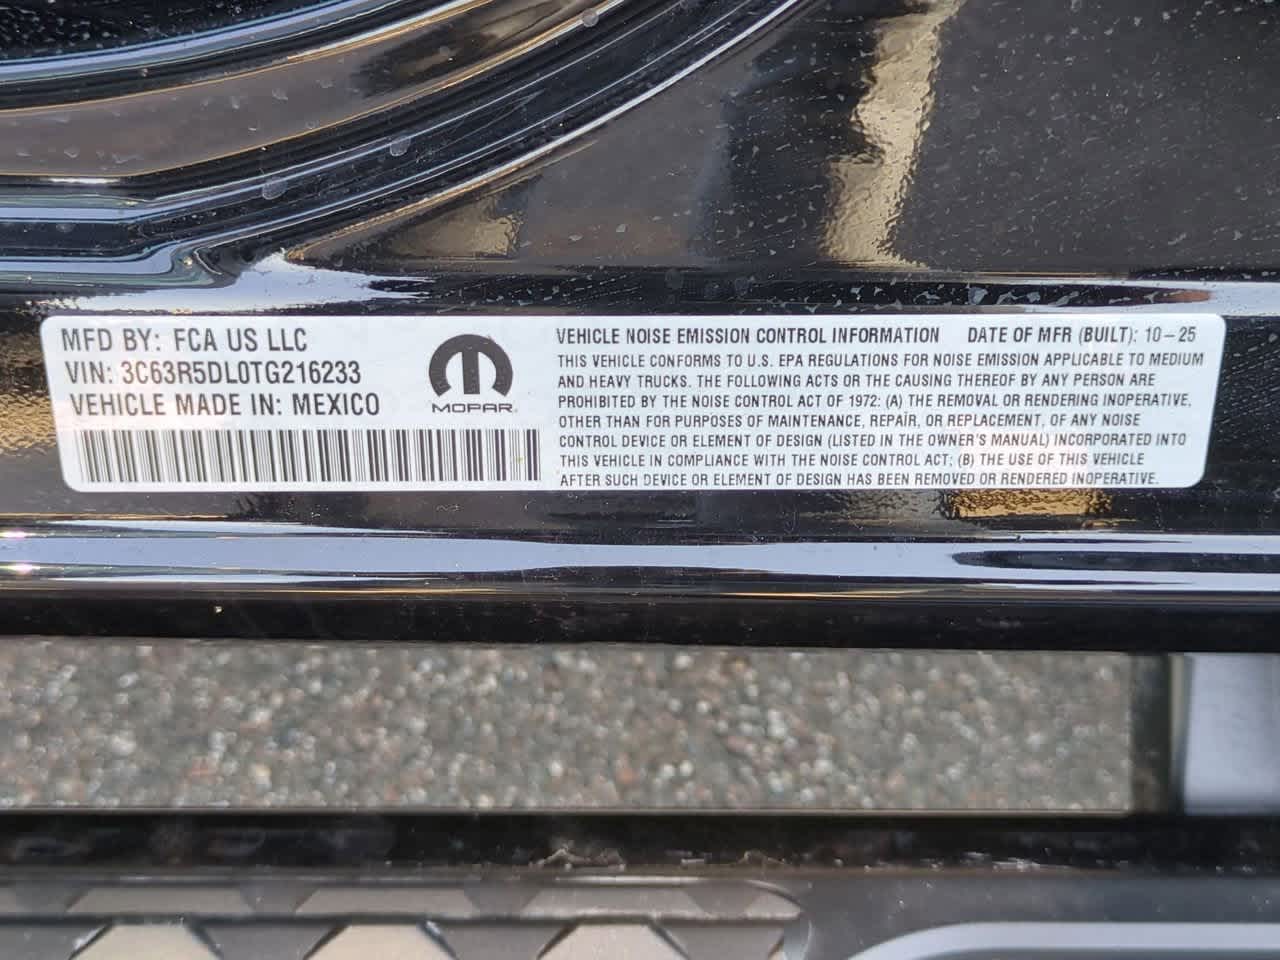 MFD BY: FCA US LLC
VIN: 3C63R5DL0TG216233
VEHICLE MADE IN: MEXICO
MOPAR
VEHICLE NOISE EMISSION CONTROL INFORMATION DATE OF MFR (BUILT): 10-25
THIS VEHICLE CONFORMS TO U.S. EPA REGULATIONS FOR NOISE EMISSION APPLICABLE TO MEDIUM
AND HEAVY TRUCKS. THE FOLLOWING ACTS OR THE CAUSING THEREOF BY ANY PERSON ARE
PROHIBITED BY THE NOISE CONTROL ACT OF 1972: (A) THE REMOVAL OR RENDERING INOPERATIVE,
OTHER THAN FOR PURPOSES OF MAINTENANCE, REPAIR, OR REPLACEMENT, OF ANY NOISE
CONTROL DEVICE OR ELEMENT OF DESIGN (LISTED IN THE OWNER'S MANUAL) INCORPORATED INTO
THIS VEHICLE IN COMPLIANCE WITH THE NOISE CONTROL ACT; (B) THE USE OF THIS VEHICLE
AFTER SUCH DEVICE OR ELEMENT OF DESIGN HAS BEEN REMOVED OR RENDERED INOPERATIVE.